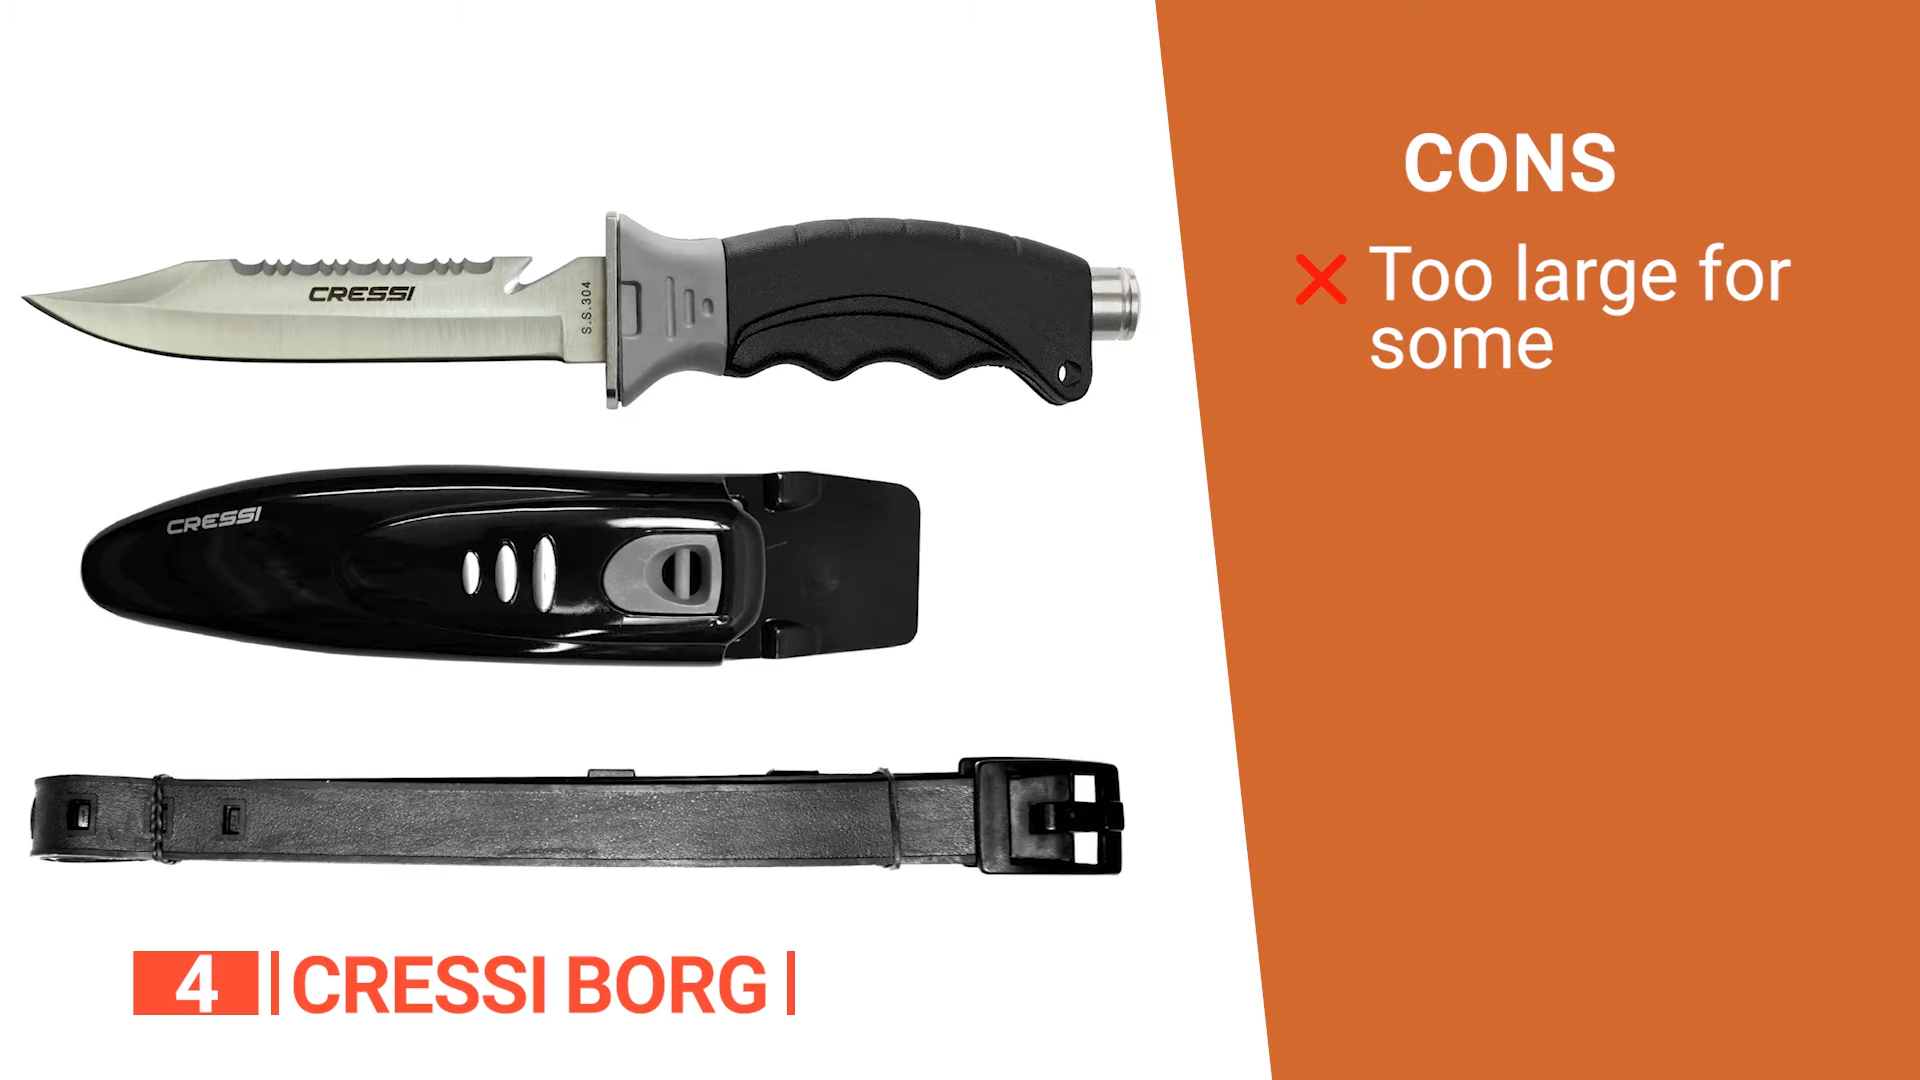 CONS
Too large for
some
CRESSI
S.S.304
CRESSI
4 CRESSI BORG